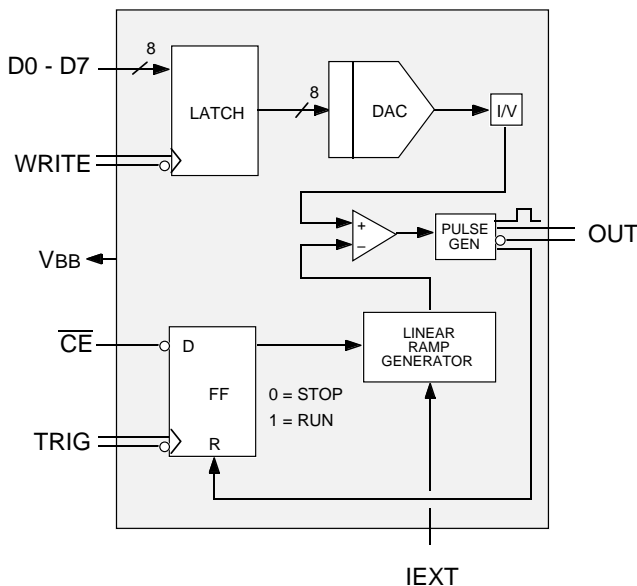 D0 - D7
8
LATCH
8
DAC
I/V
WRITE
+
–
PULSE
GEN
OUT
VBB
CE
D
FF
0 = STOP
1 = RUN
LINEAR
RAMP
GENERATOR
TRIG
R
IEXT